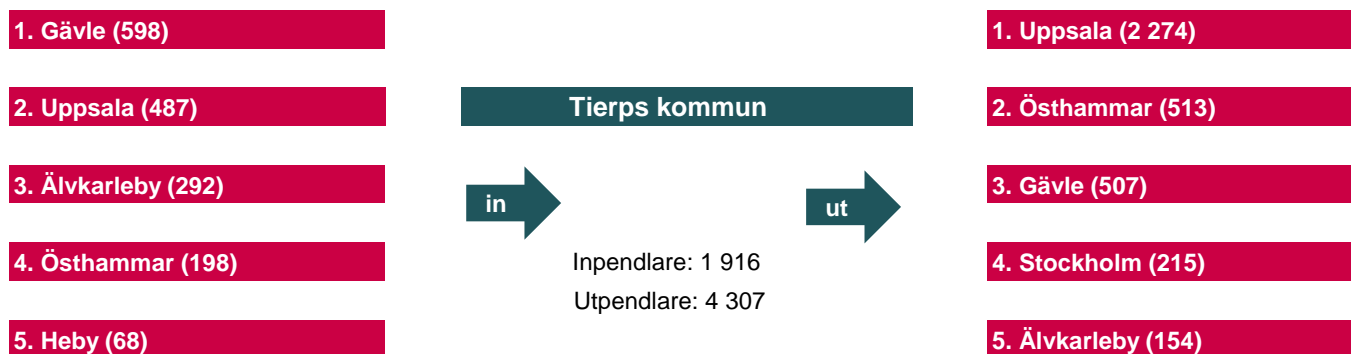 1. Gävle (598)
2. Uppsala (487)
3. Älvkarleby (292)
4. Östhammar (198)
5. Heby (68)
Tierps kommun
in
ut
Inpendlare: 1 916
Utpendlare: 4 307
1. Uppsala (2 274)
2. Östhammar (513)
3. Gävle (507)
4. Stockholm (215)
5. Älvkarleby (154)